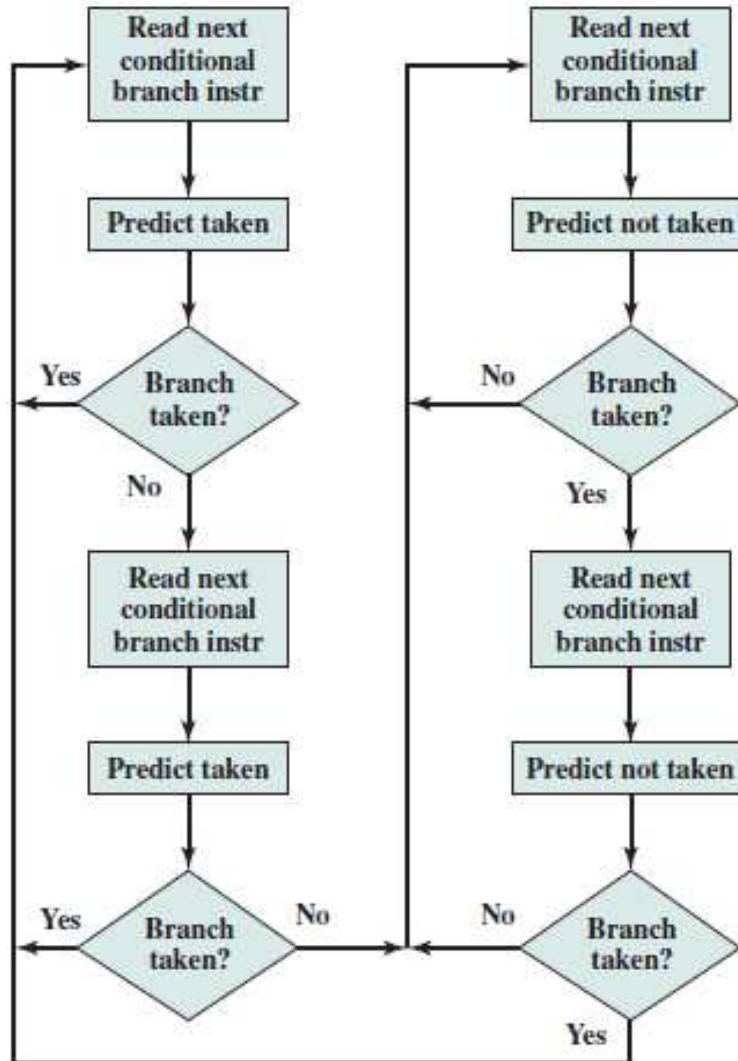 Read next
conditional
branch instr
Predict taken
Yes
Branch
taken?
No
Read next
conditional
branch instr
Predict taken
Yes
Branch
taken?
No
Read next
conditional
branch instr
Predict not taken
No
Branch
taken?
Yes
Read next
conditional
branch instr
Predict not taken
No
Branch
taken?
Yes